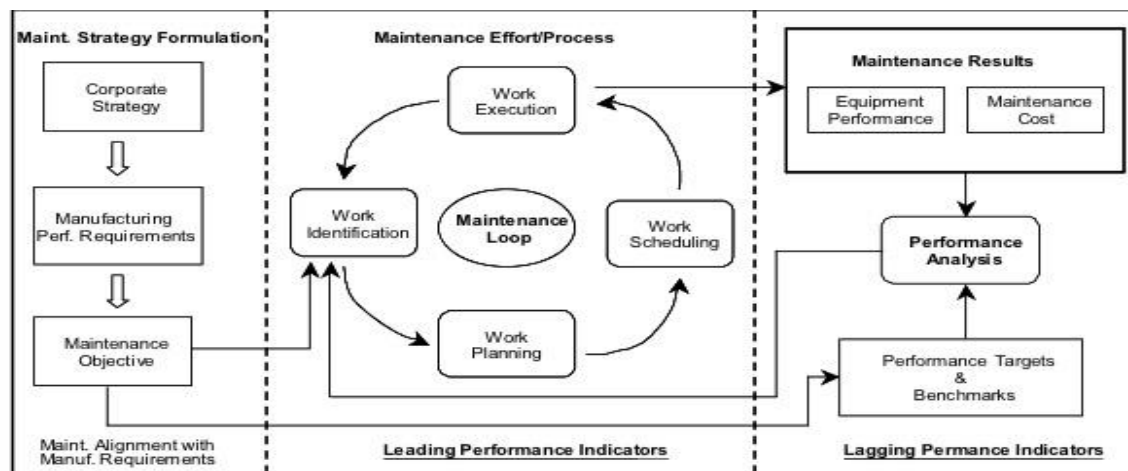 Maint. Strategy Formulation
Corporate
Strategy
Manufacturing
Perf. Requirements
Maintenance
Objective
Maint. Alignment with
Manuf. Requirements
Maintenance Effort/Process
Work
Execution
Work
Identification
Maintenance
Loop
Work
Scheduling
Work
Planning
Leading Performance Indicators
Maintenance Results
Equipment
Performance
Maintenance
Cost
Performance
Analysis
Performance Targets
&
Benchmarks
Lagging Permance Indicators